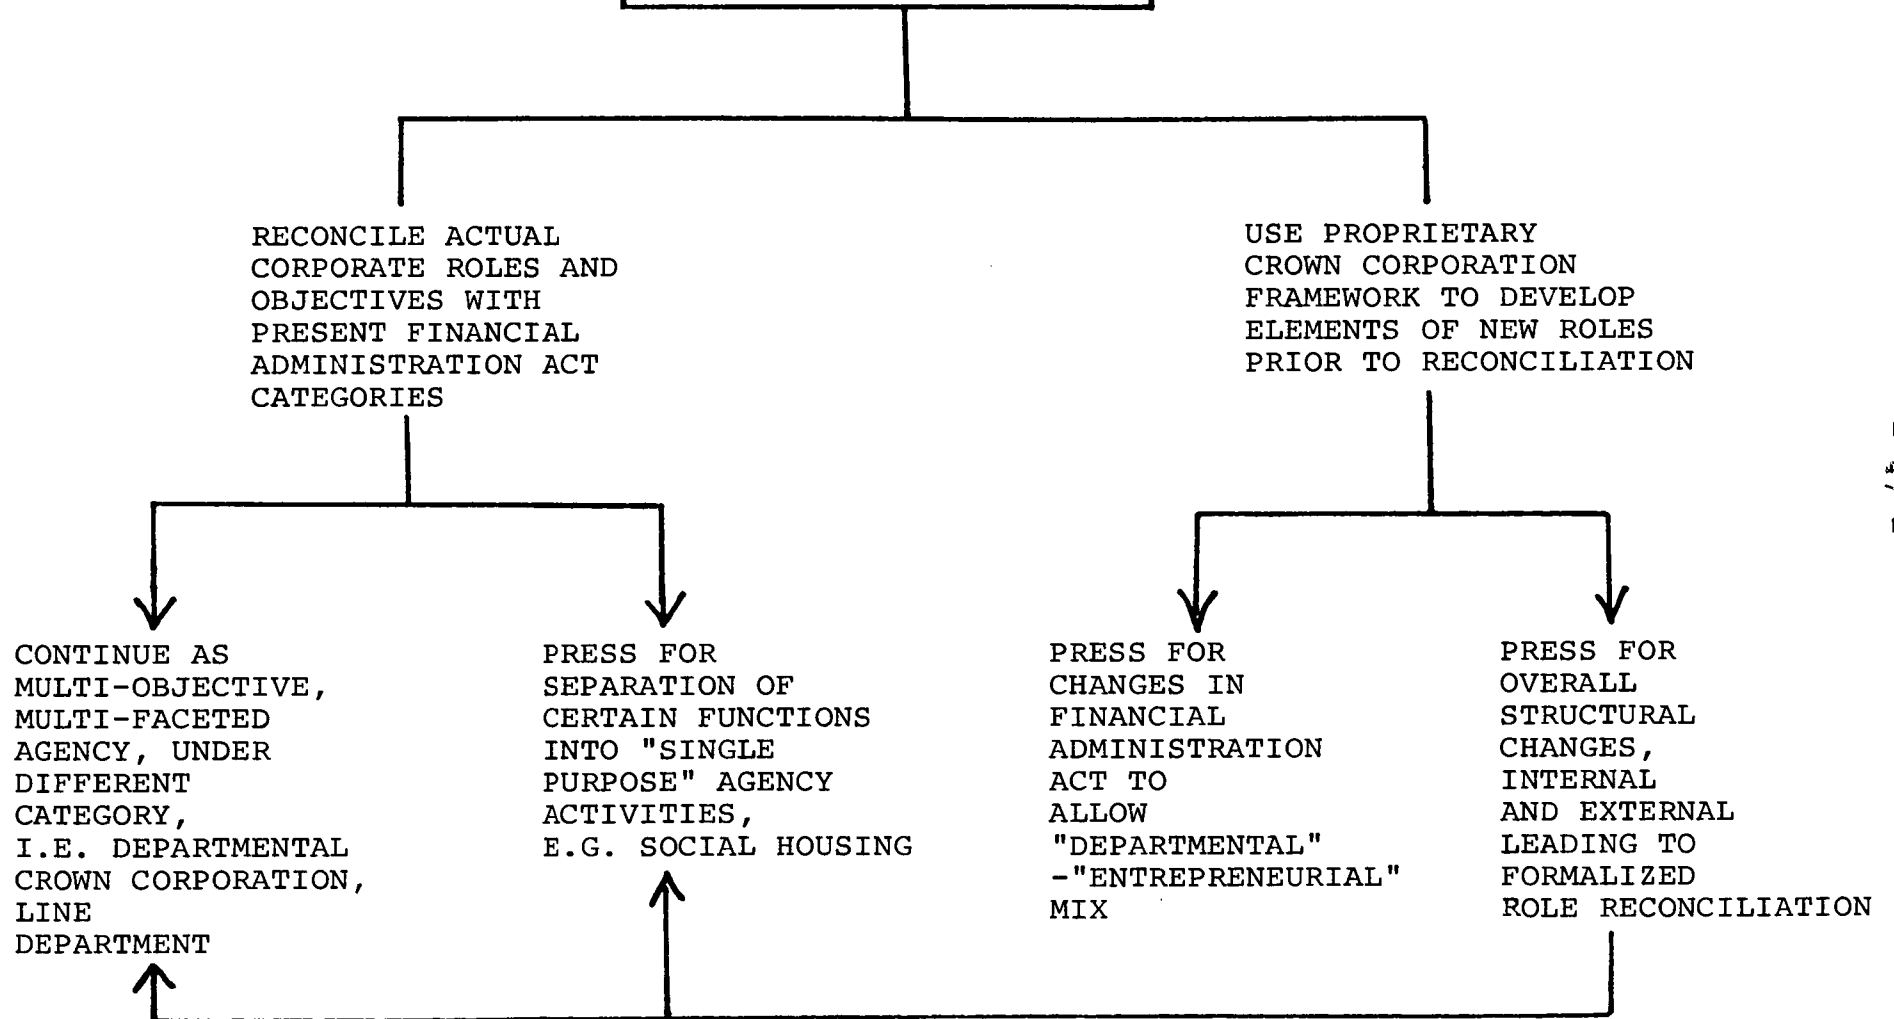 RECONCILE ACTUAL
CORPORATE ROLES AND
OBJECTIVES WITH
PRESENT FINANCIAL
ADMINISTRATION ACT
CATEGORIES
USE PROPRIETARY
CROWN CORPORATION
FRAMEWORK TO DEVELOP
ELEMENTS OF NEW ROLES
PRIOR TO RECONCILIATION
CONTINUE AS
MULTI-OBJECTIVE,
MULTI-FACETED
AGENCY, UNDER
DIFFERENT
CATEGORY,
I.E. DEPARTMENTAL
CROWN CORPORATION,
LINE
DEPARTMENT
PRESS FOR
SEPARATION OF
CERTAIN FUNCTIONS
INTO "SINGLE
PURPOSE" AGENCY
ACTIVITIES,
E.G. SOCIAL HOUSING
PRESS FOR
CHANGES IN
FINANCIAL
ADMINISTRATION
ACT TO
ALLOW
"DEPARTMENTAL"
-"ENTREPRENEURIAL"
MIX
PRESS FOR
OVERALL
STRUCTURAL
CHANGES,
INTERNAL
AND EXTERNAL
LEADING TO
FORMALIZED
ROLE RECONCILIATION